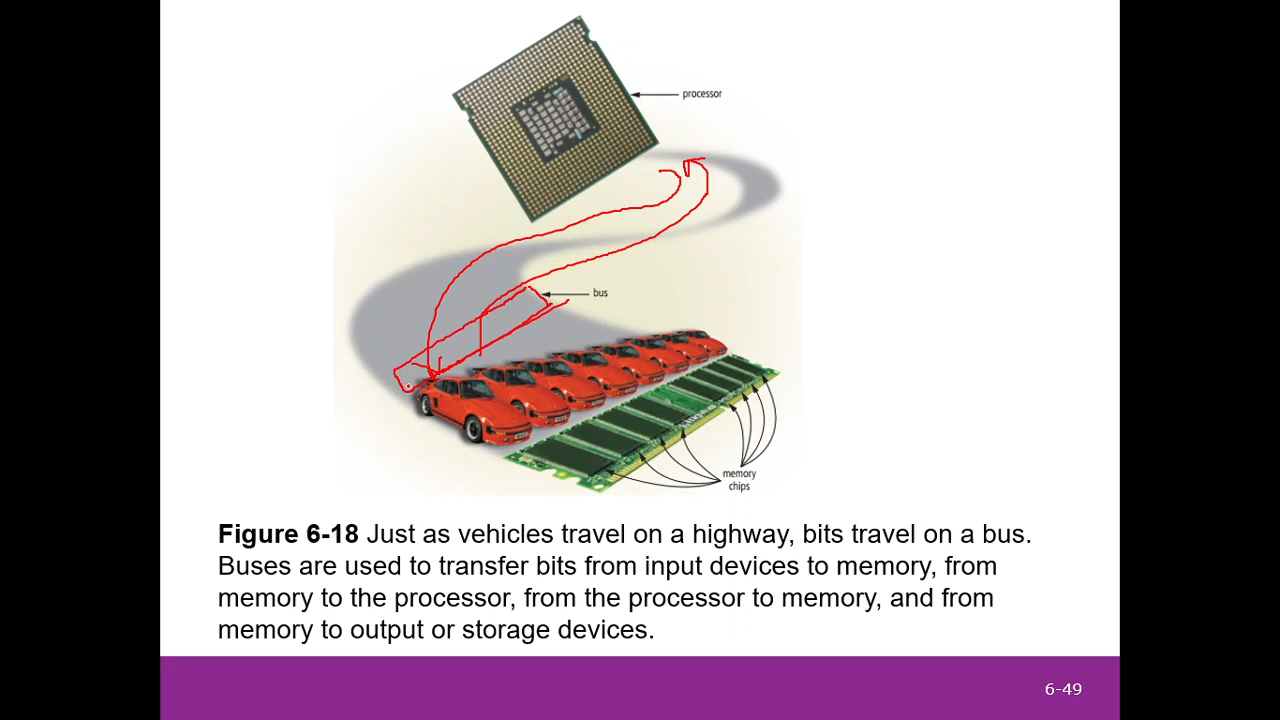 processor
bus
memory
chips
Figure 6-18 Just as vehicles travel on a highway, bits travel on a bus.
Buses are used to transfer bits from input devices to memory, from
memory to the processor, from the processor to memory, and from
memory to output or storage devices.
6-49